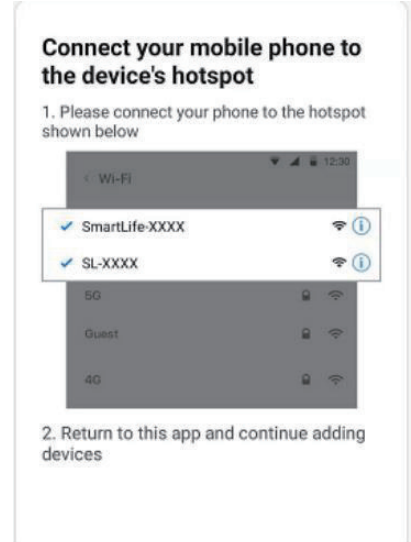 Connect your mobile phone to
the device's hotspot
1. Please connect your phone to the hotspot
shown below
12:30
‹ Wi-Fi
SmartLife-XXXX
SL-XXXX
5G
Guest
4G
2. Return to this app and continue adding
devices